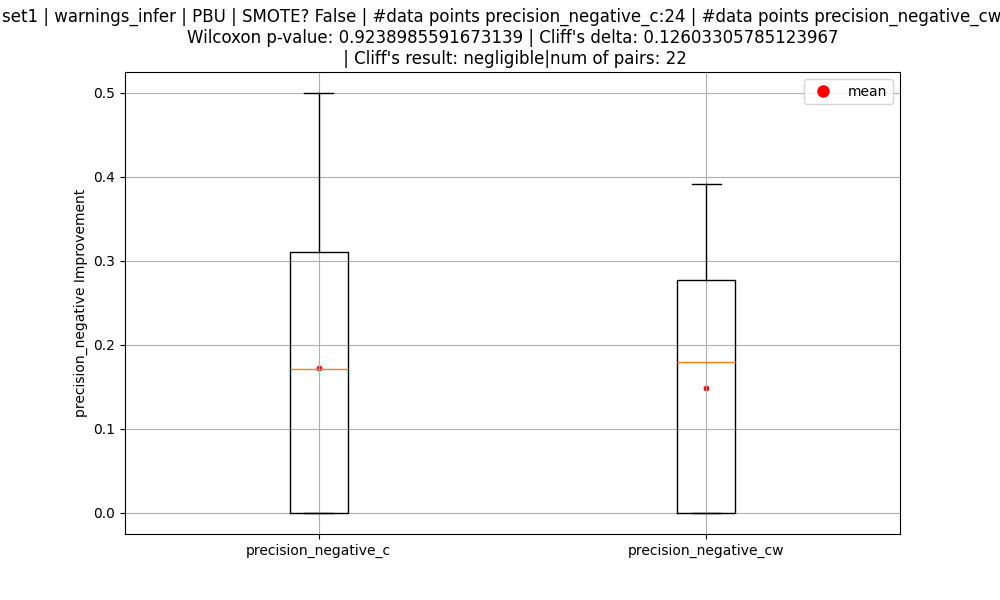 set1 | warnings_infer | PBU | SMOTE? False | #data points precision_negative_c:24 | #data points precision_negative_cw
Wilcoxon p-value: 0.9238985591673139 | Cliff's delta: 0.12603305785123967
| Cliff's result: negligible|num of pairs: 22
mean
0.5
0.4
0.3
0.2
0.1
0.0
precision_negative Improvement
precision_negative_c
precision_negative_cw